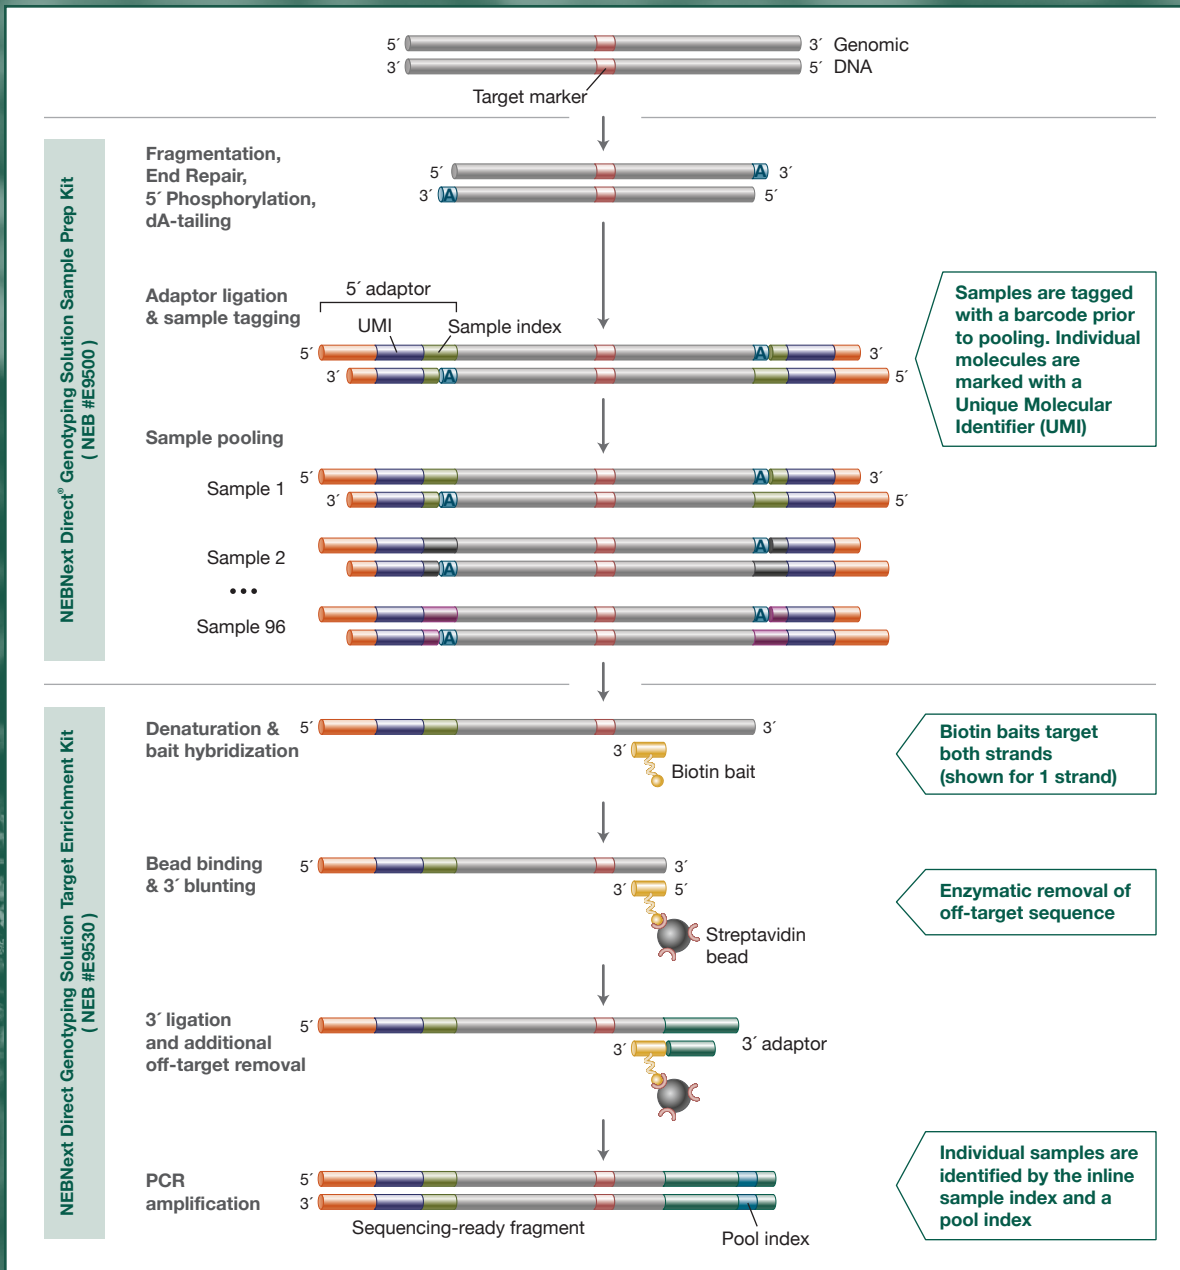 5´
3´ Genomic
3´
5´ DNA
Target marker
NEBNext Direct® Genotyping Solution Sample Prep Kit
( NEB #E9500)
Fragmentation,
End Repair,
5´ Phosphorylation,
dA-tailing
5´
A
3´
3´
A
5´
Adaptor ligation
& sample tagging
5´ adaptor
UMI
Sample index
5´
A
3´
3´
A
5´
Samples are tagged
with a barcode prior
to pooling. Individual
molecules are
marked with a
Unique Molecular
Identifier (UMI)
Sample pooling
Sample 1
5´
A
3´
3´
A
5´
Sample 2
A
A
•••
Sample 96
A
A
NEBNext Direct Genotyping Solution Target Enrichment Kit
( NEB #E9530)
Denaturation &
bait hybridization
5´
3´
3´
Biotin bait
Biotin baits target
both strands
(shown for 1 strand)
Bead binding
& 3´ blunting
5´
3´
3´
5´
Streptavidin
bead
Enzymatic removal of
off-target sequence
3´ ligation
and additional
off-target removal
5´
3´
3´ adaptor
PCR
amplification
5´
3´
Sequencing-ready fragment
Pool index
Individual samples are
identified by the inline
sample index and a
pool index